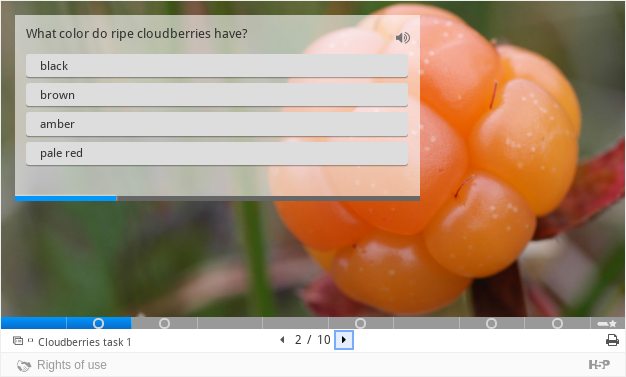 What color do ripe cloudberries have?
black
brown
amber
pale red
Cloudberries task 1
2 / 10
Rights of use
H5P